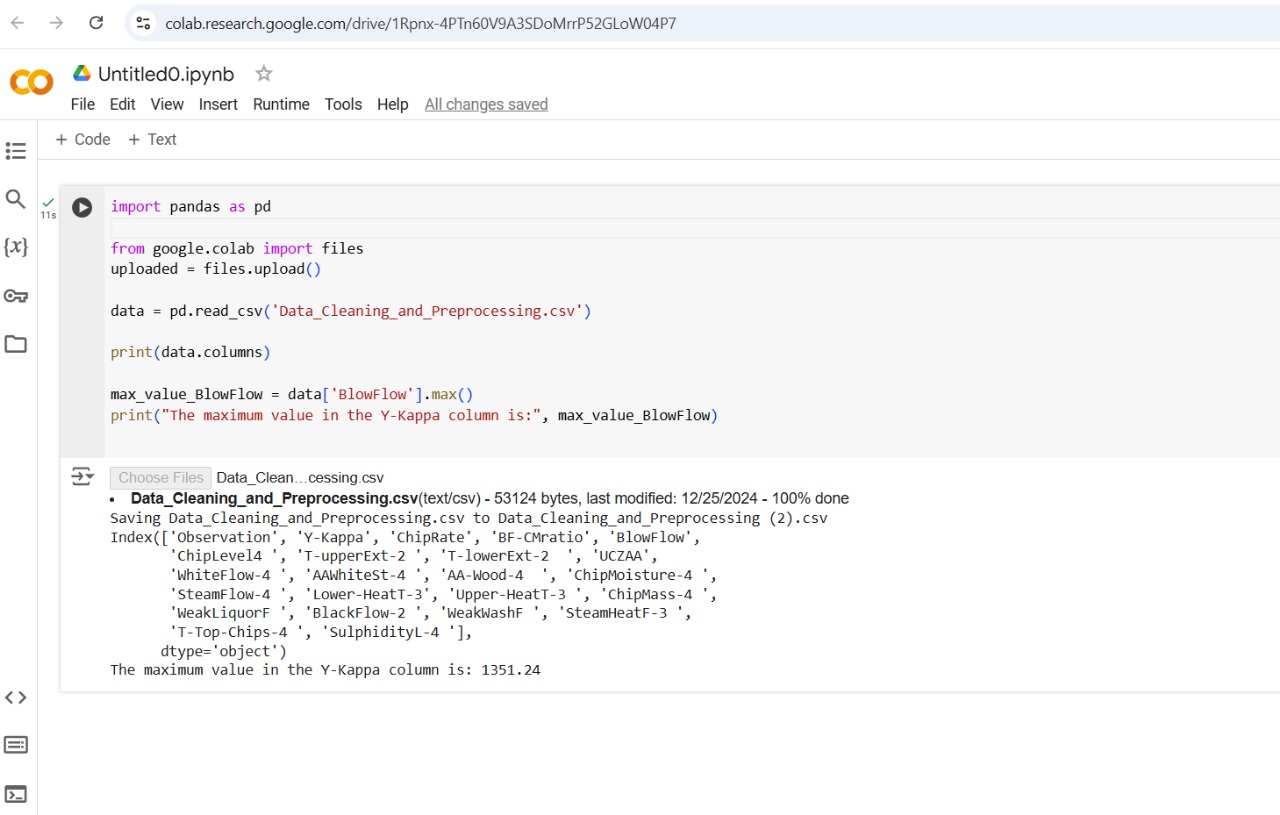 colab.research.google.com/drive/1Rpnx-4PTn60V9A3SDoMrrP52GLoW04P7
Untitled0.ipynb
File Edit View Insert Runtime Tools Help All changes saved
+ Code + Text
11s
import pandas as pd
from google.colab import files
uploaded = files.upload()
data = pd.read_csv('Data_Cleaning_and_Preprocessing.csv')
print(data.columns)
max_value_BlowFlow = data['BlowFlow'].max()
print("The maximum value in the Y-Kappa column is:", max_value_BlowFlow)
Choose Files Data_Clean…cessing.csv
• Data_Cleaning_and_Preprocessing.csv(text/csv) - 53124 bytes, last modified: 12/25/2024 - 100% done
Saving Data_Cleaning_and_Preprocessing.csv to Data_Cleaning_and_Preprocessing (2).csv
Index(['Observation', 'Y-Kappa', 'ChipRate', 'BF-CMratio', 'BlowFlow',
'ChipLevel4 ', 'T-upperExt-2 ', 'T-lowerExt-2  ', 'UCZAA',
'WhiteFlow-4 ', 'AAWhiteSt-4 ', 'AA-Wood-4  ', 'ChipMoisture-4 ',
'SteamFlow-4 ', 'Lower-HeatT-3', 'Upper-HeatT-3 ', 'ChipMass-4 ',
'WeakLiquorF ', 'BlackFlow-2 ', 'WeakWashF ', 'SteamHeatF-3 ',
'T-Top-Chips-4 ', 'SulphidityL-4 '],
dtype='object')
The maximum value in the Y-Kappa column is: 1351.24